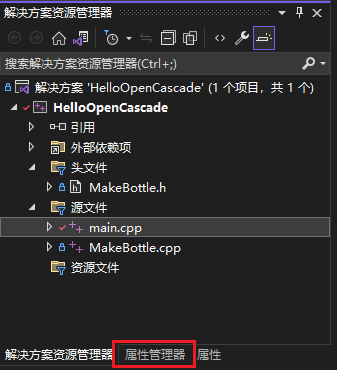 解决方案资源管理器
搜索解决方案资源管理器(Ctrl+;)
解决方案 'HelloOpenCascade' (1 个项目，共 1 个)
HelloOpenCascade
引用
外部依赖项
头文件
MakeBottle.h
源文件
main.cpp
MakeBottle.cpp
资源文件
解决方案资源管理器 属性管理器 属性